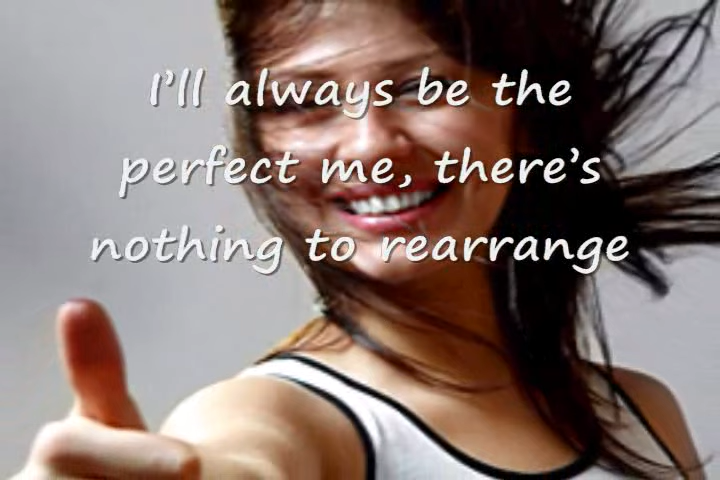 I’ll always be the
perfect me, there’s
nothing to rearrange